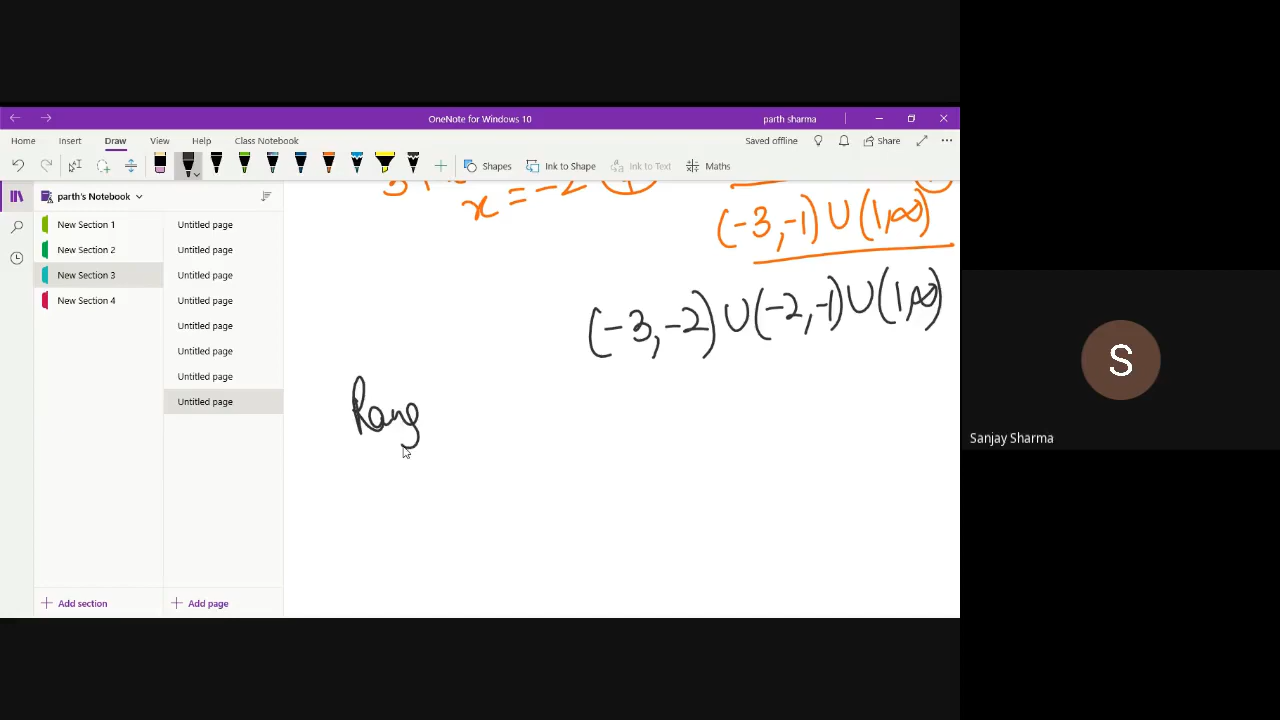 OneNote for Windows 10
parth sharma
Home Insert Draw View Help Class Notebook
Saved offline
Share
Shapes
Ink to Shape
Ink to Text
Maths
parth's Notebook
New Section 1
New Section 2
New Section 3
New Section 4
Untitled page
Untitled page
Untitled page
Untitled page
Untitled page
Untitled page
Untitled page
Untitled page
Add section
Add page
x = -2
(-3,-1)∪(1,∞)
(-3,-2)∪(-2,-1)∪(1,∞)
Rang
S
Sanjay Sharma